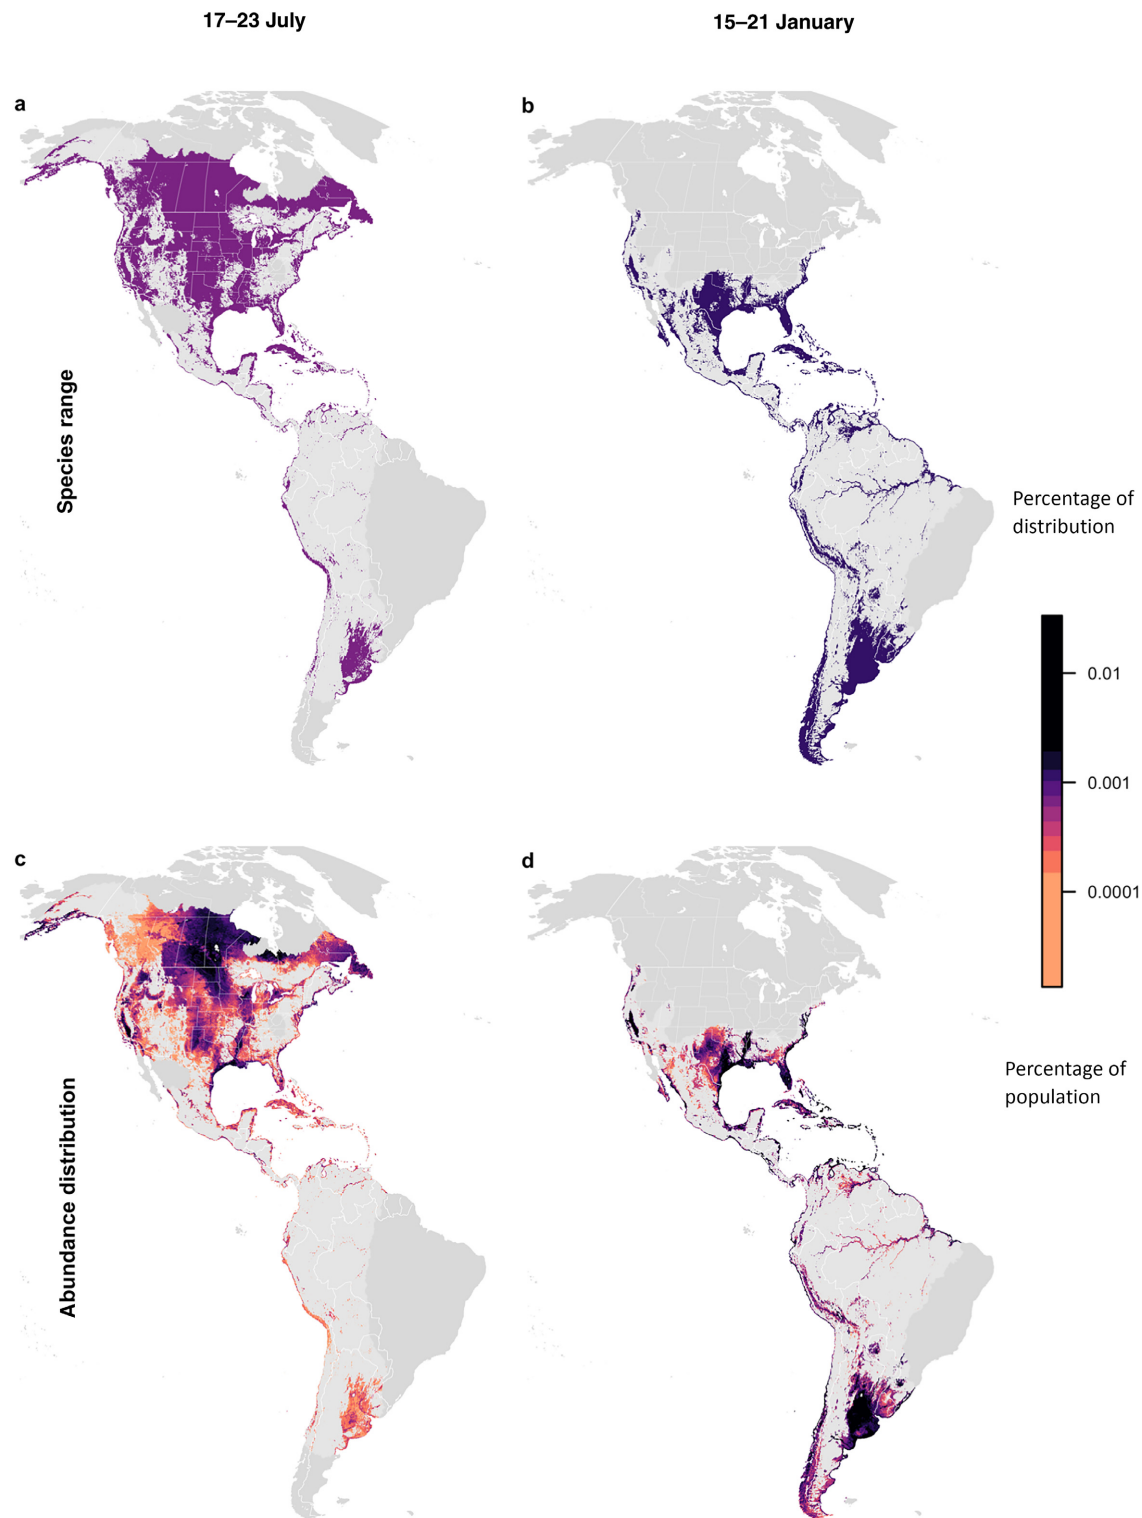 17–23 July
15–21 January
a
b
Species range
Percentage of
distribution
0.01
0.001
0.0001
c
d
Abundance distribution
Percentage of
population